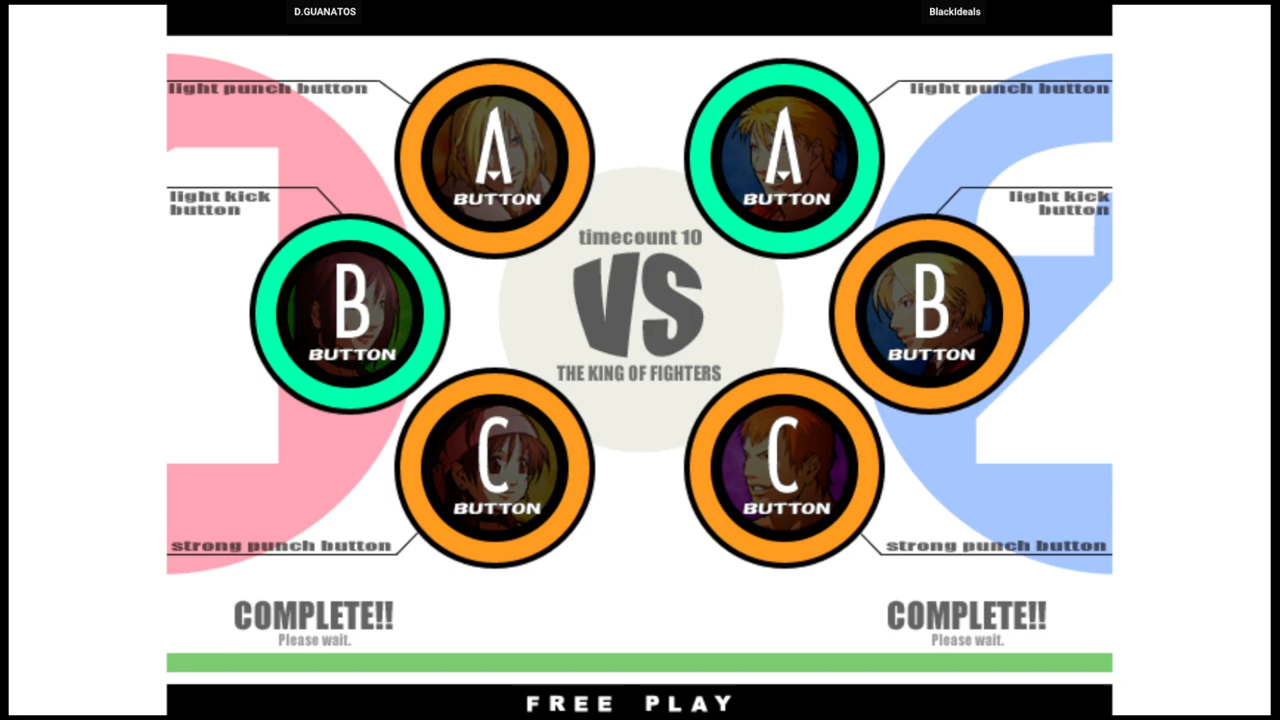 D.GUANATOS
BlackIdeals
light punch button
light punch button
A
BUTTON
A
BUTTON
light kick
button
light kick
button
timecount 10
VS
THE KING OF FIGHTERS
B
BUTTON
B
BUTTON
C
BUTTON
C
BUTTON
strong punch button
strong punch button
COMPLETE!!
Please wait.
COMPLETE!!
Please wait.
FREE PLAY
1
2